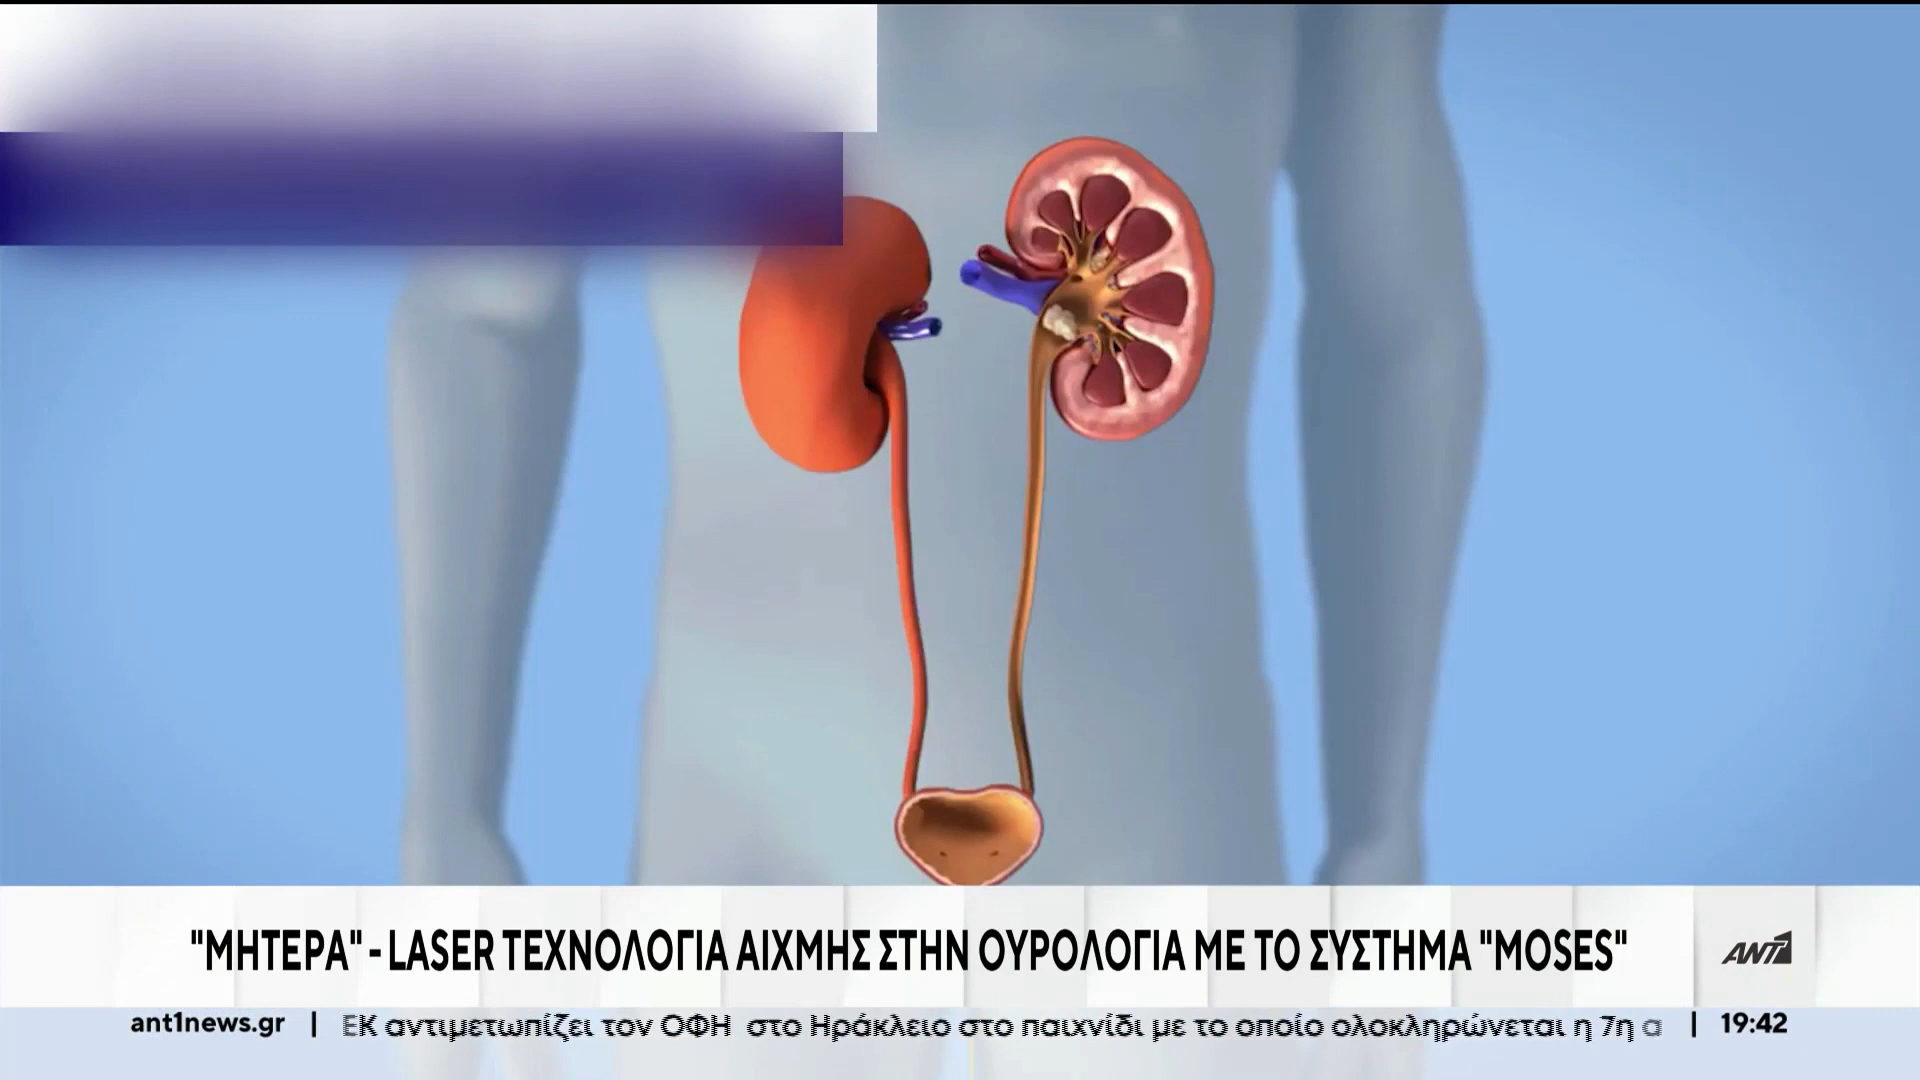 "ΜΗΤΕΡΑ" - LASER ΤΕΧΝΟΛΟΓΙΑ ΑΙΧΜΗΣ ΣΤΗΝ ΟΥΡΟΛΟΓΙΑ ΜΕ ΤΟ ΣΥΣΤΗΜΑ "MOSES"
ANT1
ant1news.gr | ΕΚ αντιμετωπίζει τον ΟΦΗ στο Ηράκλειο στο παιχνίδι με το οποίο ολοκληρώνεται η 7η α | 19:42